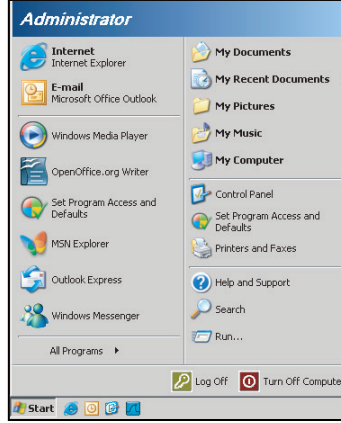 Administrator
Internet
Internet Explorer
E-mail
Microsoft Office Outlook
Windows Media Player
OpenOffice.org Writer
Set Program Access and
Defaults
MSN Explorer
Outlook Express
Windows Messenger
All Programs
My Documents
My Recent Documents
My Pictures
My Music
My Computer
Control Panel
Set Program Access and
Defaults
Printers and Faxes
Help and Support
Search
Run...
Log Off
Turn Off Compute
Start